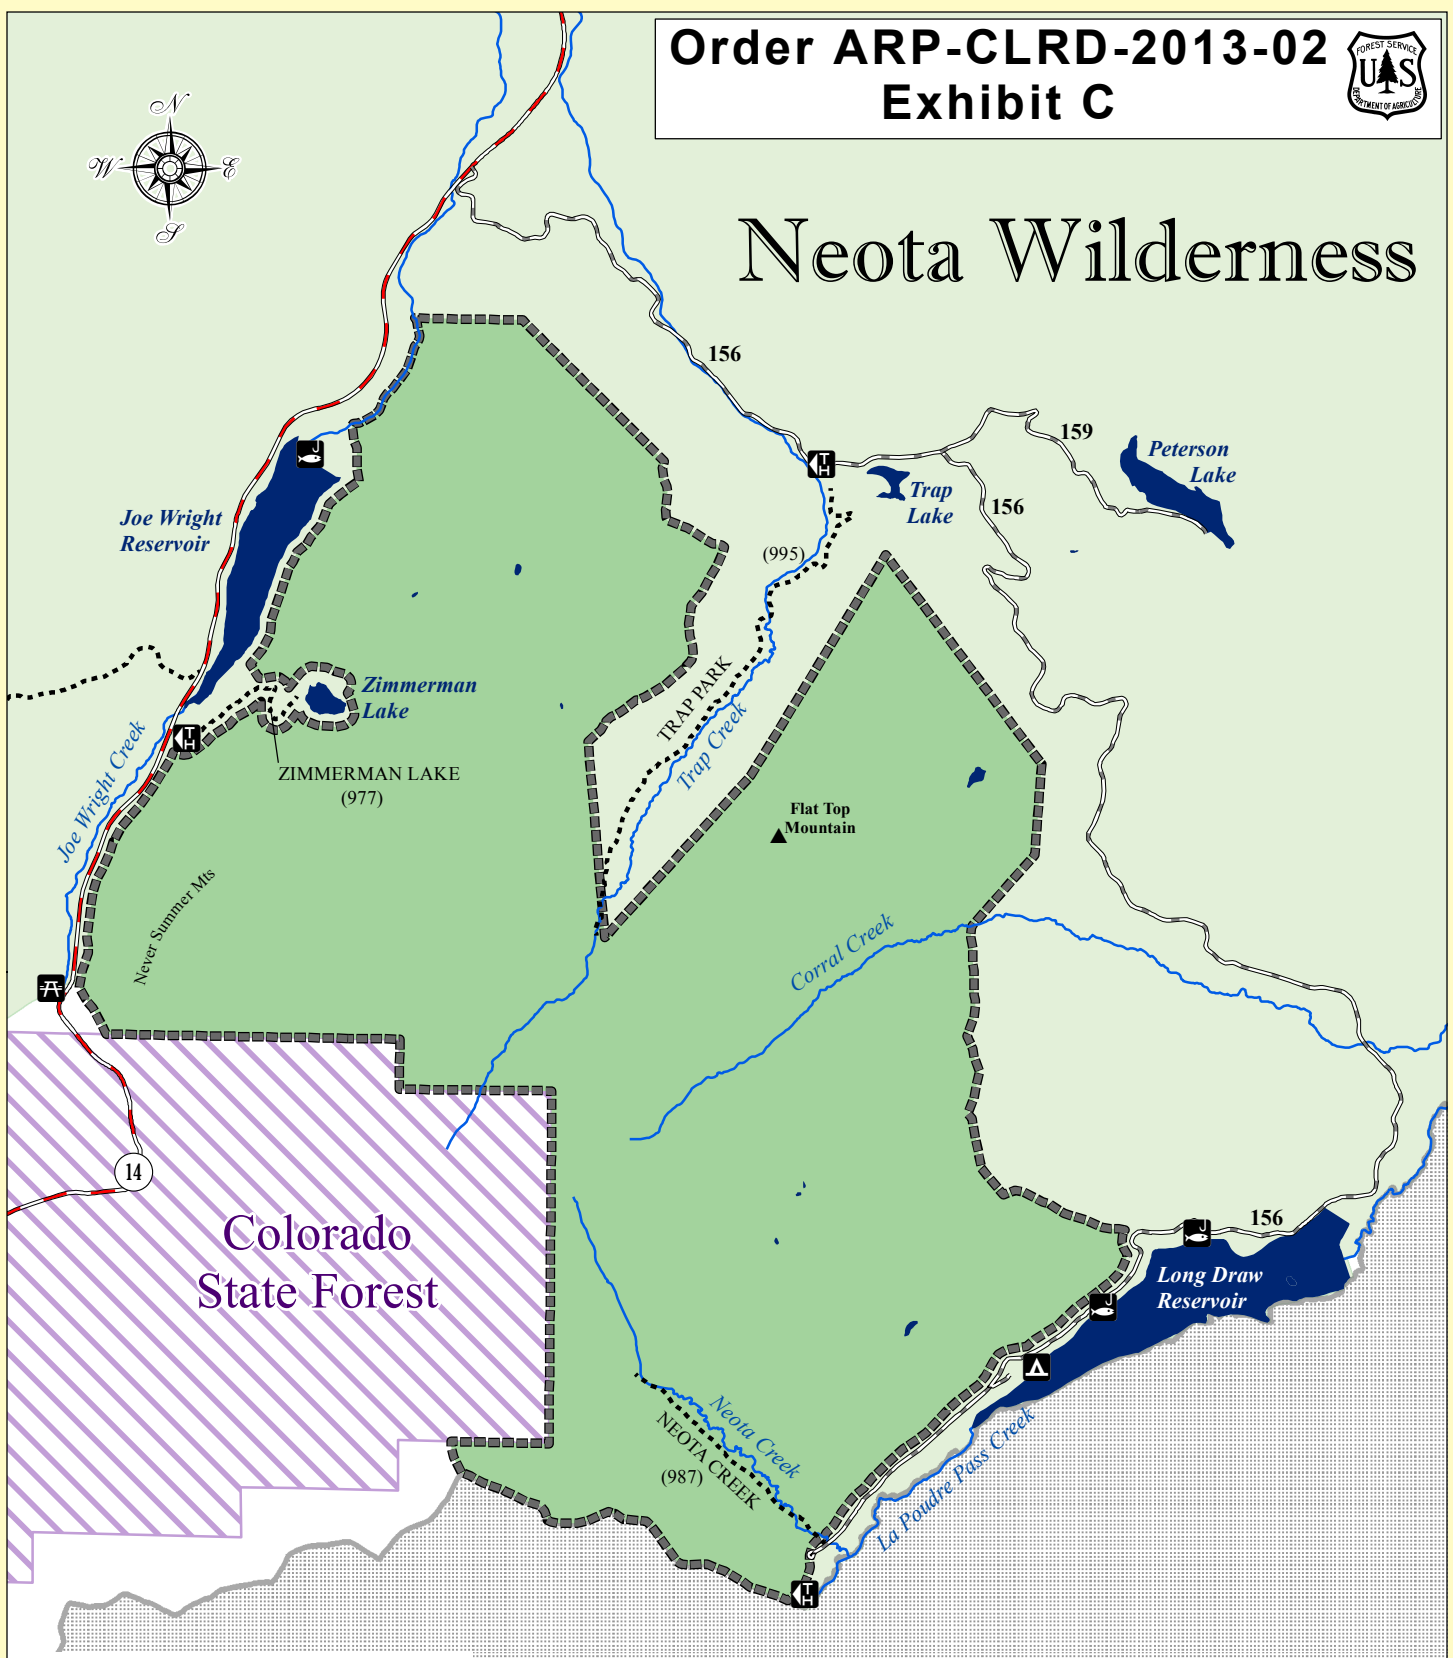 Order ARP-CLRD-2013-02
Exhibit C
FOREST SERVICE
U S
DEPARTMENT OF AGRICULTURE
N
W
E
S
Neota Wilderness
156
159
Peterson
Lake
T
H
Trap
Lake
156
Joe Wright
Reservoir
(995)
TRAP PARK
Trap Creek
Zimmerman
Lake
T
H
ZIMMERMAN LAKE
(977)
Joe Wright Creek
Flat Top
Mountain
Never Summer Mts
Corral Creek
14
Colorado
State Forest
156
Long Draw
Reservoir
Neota Creek
NEOTA CREEK
(987)
La Poudre Pass Creek
T
H